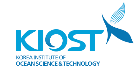 KIOST
KOREA INSTITUTE OF
OCEAN SCIENCE & TECHNOLOGY